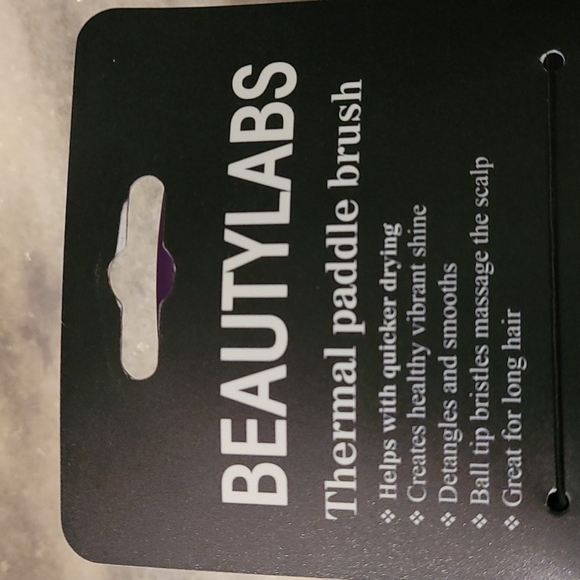 BEAUTYLABS
Thermal paddle brush
❖ Helps with quicker drying
❖ Creates healthy vibrant shine
❖ Detangles and smooths
❖ Ball tip bristles massage the scalp
❖ Great for long hair